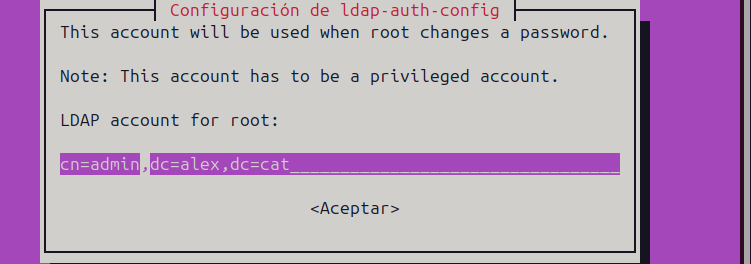 Configuración de ldap-auth-config
This account will be used when root changes a password.
Note: This account has to be a privileged account.
LDAP account for root:
cn=admin,dc=alex,dc=cat_________________________________
<Aceptar>